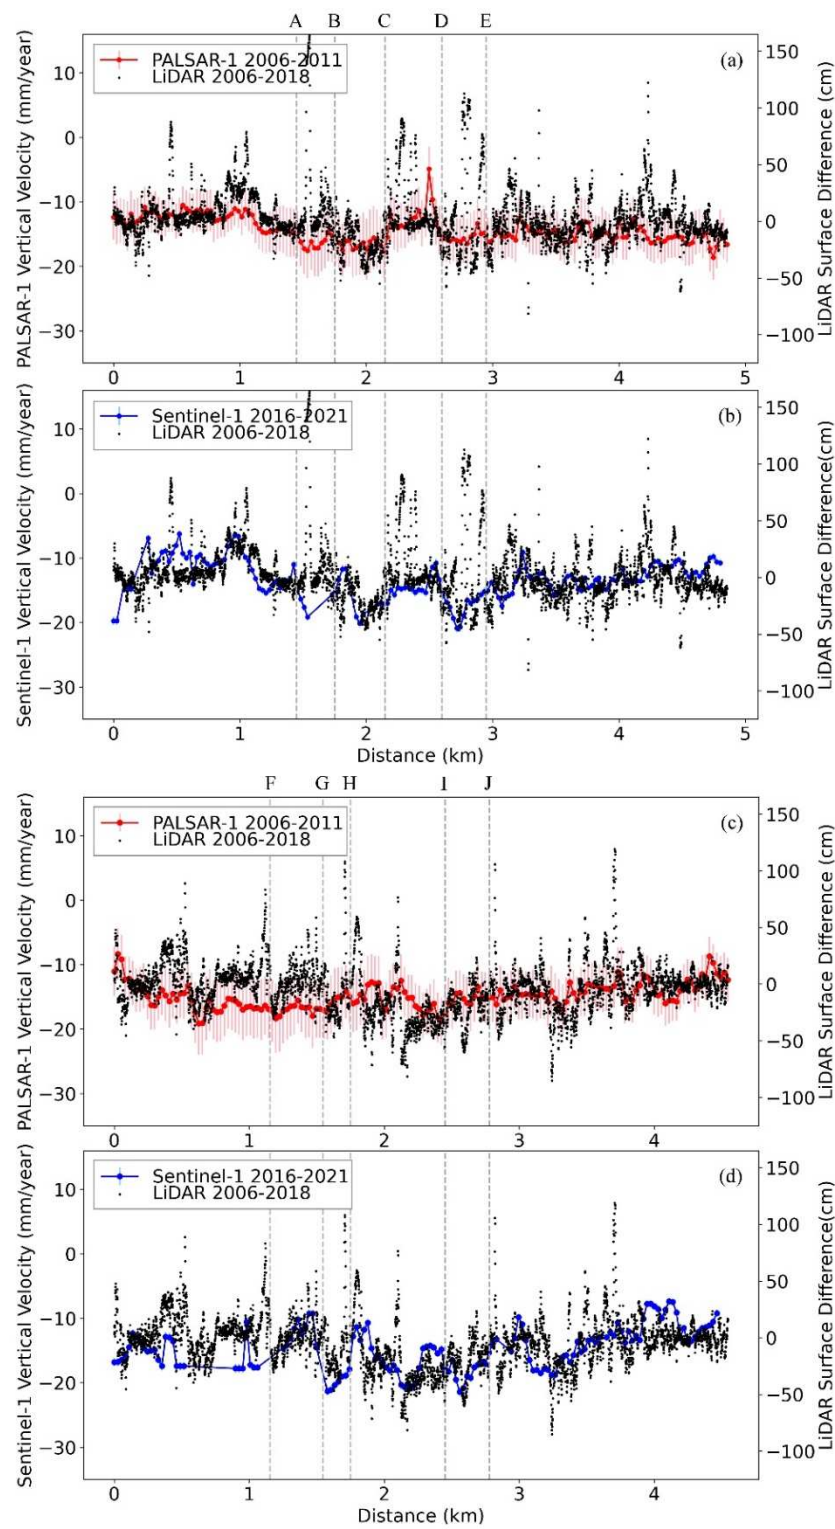 A B C D E
PALSAR-1 2006-2011
LiDAR 2006-2018
(a)
PALSAR-1 Vertical Velocity (mm/year)
10
0
−10
−20
−30
LiDAR Surface Difference (cm)
150
100
50
0
−50
−100
0 1 2 3 4 5
Sentinel-1 2016-2021
LiDAR 2006-2018
(b)
Sentinel-1 Vertical Velocity (mm/year)
10
0
−10
−20
−30
LiDAR Surface Difference(cm)
150
100
50
0
−50
−100
0 1 2 3 4 5
Distance (km)
F G H I J
PALSAR-1 2006-2011
LiDAR 2006-2018
(c)
PALSAR-1 Vertical Velocity (mm/year)
10
0
−10
−20
−30
LiDAR Surface Difference (cm)
150
100
50
0
−50
−100
0 1 2 3 4
Sentinel-1 2016-2021
LiDAR 2006-2018
(d)
Sentinel-1 Vertical Velocity (mm/year)
10
0
−10
−20
−30
LiDAR Surface Difference(cm)
150
100
50
0
−50
−100
0 1 2 3 4
Distance (km)